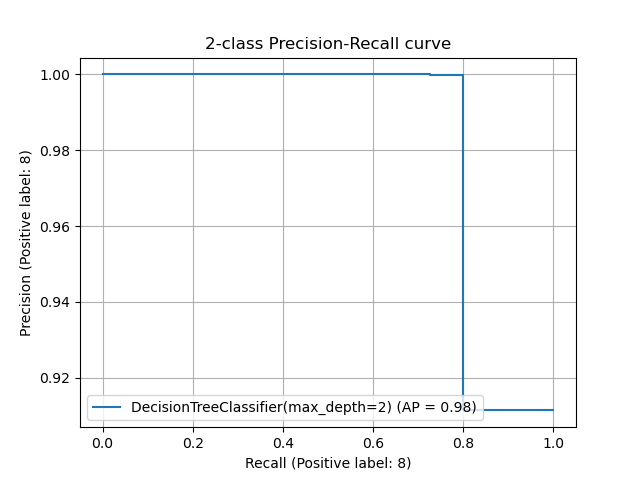 2-class Precision-Recall curve
1.00
0.98
0.96
0.94
0.92
Precision (Positive label: 8)
DecisionTreeClassifier(max_depth=2) (AP = 0.98)
0.0 0.2 0.4 0.6 0.8 1.0
Recall (Positive label: 8)